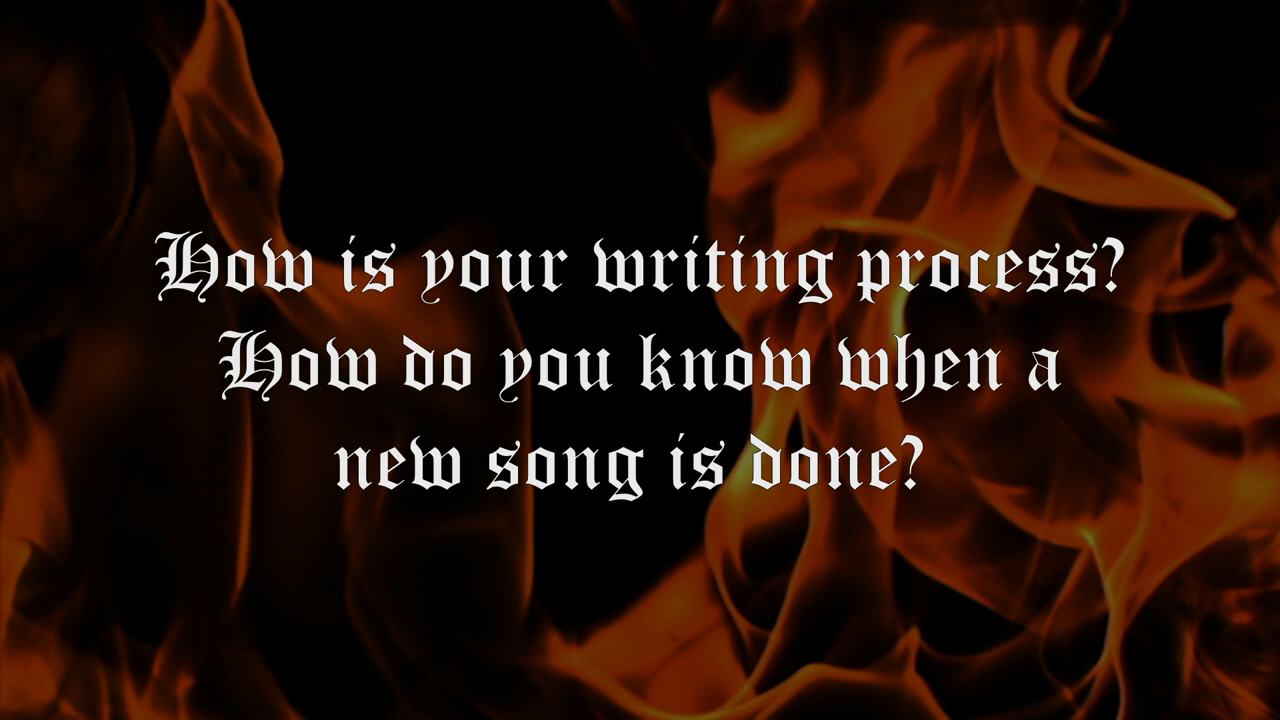 How is your writing process?
How do you know when a
new song is done?